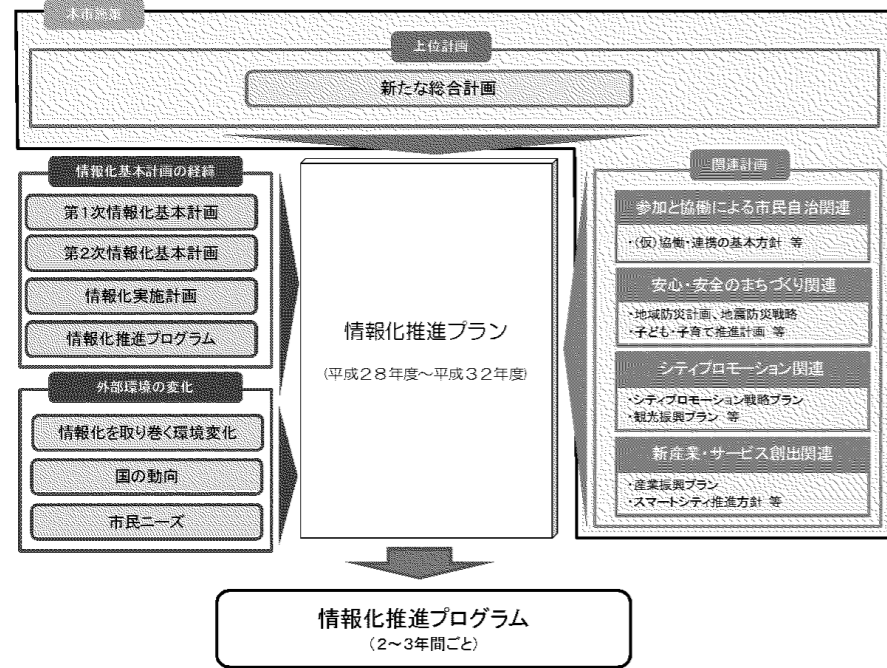 本市施策
上位計画
新たな総合計画
情報化基本計画の経緯
第1次情報化基本計画
第2次情報化基本計画
情報化実施計画
情報化推進プログラム
外部環境の変化
情報化を取り巻く環境変化
国の動向
市民ニーズ
情報化推進プラン
(平成28年度～平成32年度)
関連計画
参加と協働による市民自治関連
・(仮)協働・連携の基本方針 等
安心・安全のまちづくり関連
・地域防災計画、地震防災戦略
・子ども・子育て推進計画 等
シティプロモーション関連
・シティプロモーション戦略プラン
・観光振興プラン 等
新産業・サービス創出関連
・産業振興プラン
・スマートシティ推進方針 等
情報化推進プログラム
(2～3年間ごと)